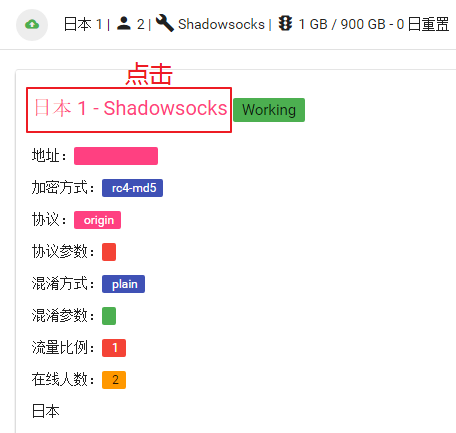 日本 1 | 2 | Shadowsocks | 1 GB / 900 GB - 0 日重置
点击
日本 1 - Shadowsocks Working
地址：
加密方式： rc4-md5
协议： origin
协议参数：
混淆方式： plain
混淆参数：
流量比例： 1
在线人数： 2
日本